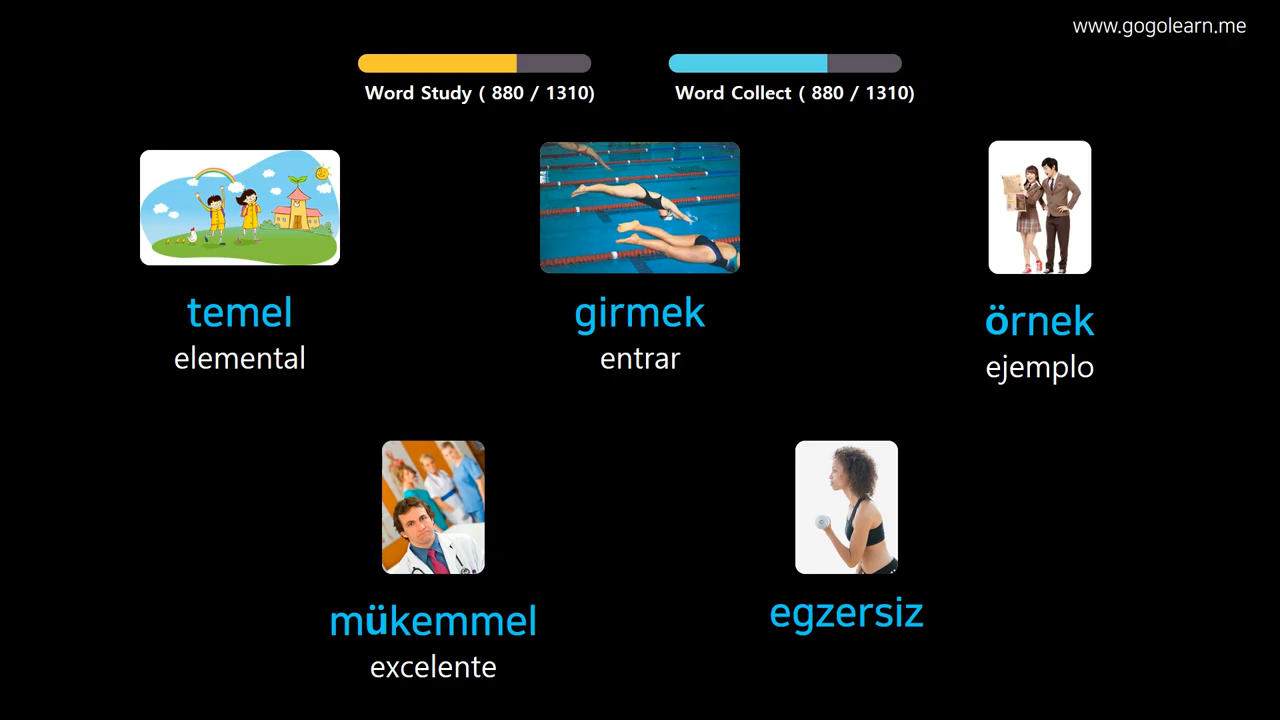 www.gogolearn.me
Word Study ( 880 / 1310)
Word Collect ( 880 / 1310)
temel
elemental
girmek
entrar
örnek
ejemplo
mükemmel
excelente
egzersiz